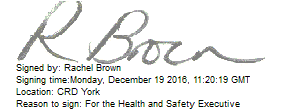 R Brown
Signed by: Rachel Brown
Signing time:Monday, December 19 2016, 11:20:19 GMT
Location: CRD York
Reason to sign: For the Health and Safety Executive